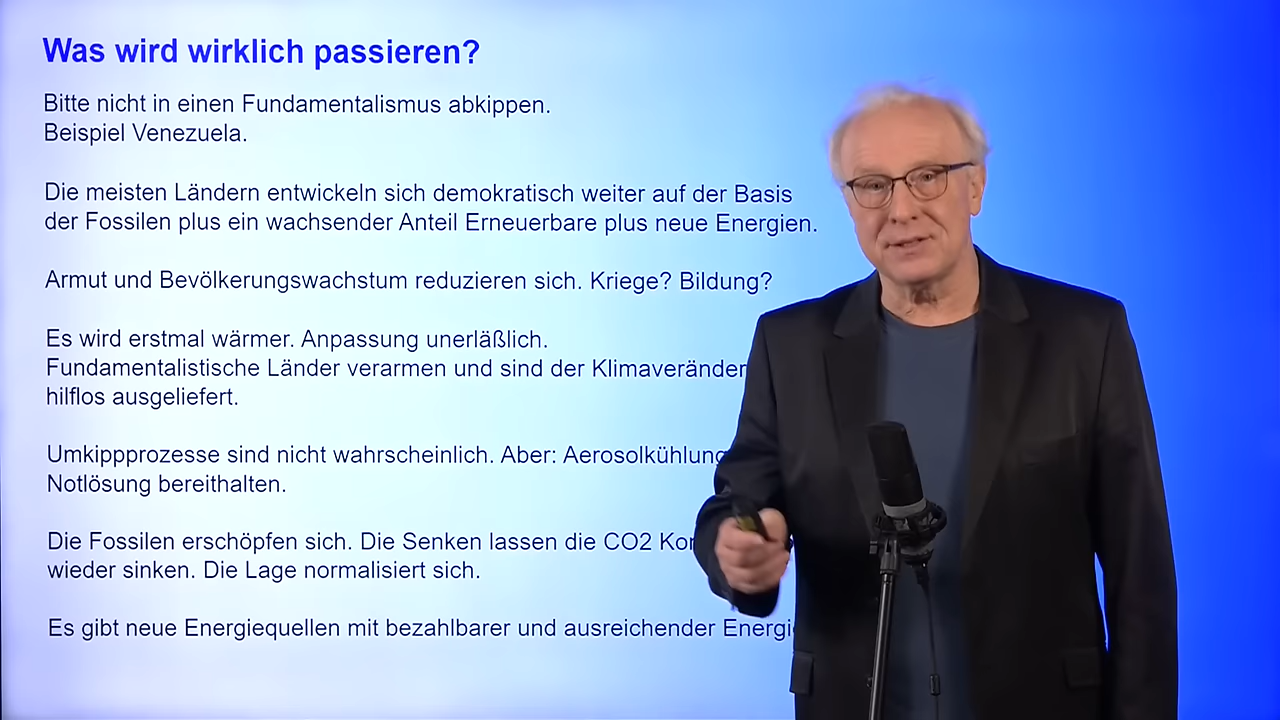 Was wird wirklich passieren?
Bitte nicht in einen Fundamentalismus abkippen.
Beispiel Venezuela.
Die meisten Ländern entwickeln sich demokratisch weiter auf der Basis
der Fossilen plus ein wachsender Anteil Erneuerbare plus neue Energien.
Armut und Bevölkerungswachstum reduzieren sich. Kriege? Bildung?
Es wird erstmal wärmer. Anpassung unerläßlich.
Fundamentalistische Länder verarmen und sind der
hilflos ausgeliefert.
Umkippprozesse sind nicht wahrscheinlich. Aber: Aerosolkühlung
Notlösung bereithalten.
Die Fossilen erschöpfen sich. Die Senken lassen die CO2
wieder sinken. Die Lage normalisiert sich.
Es gibt neue Energiequellen mit bezahlbarer und ausreichender Energie